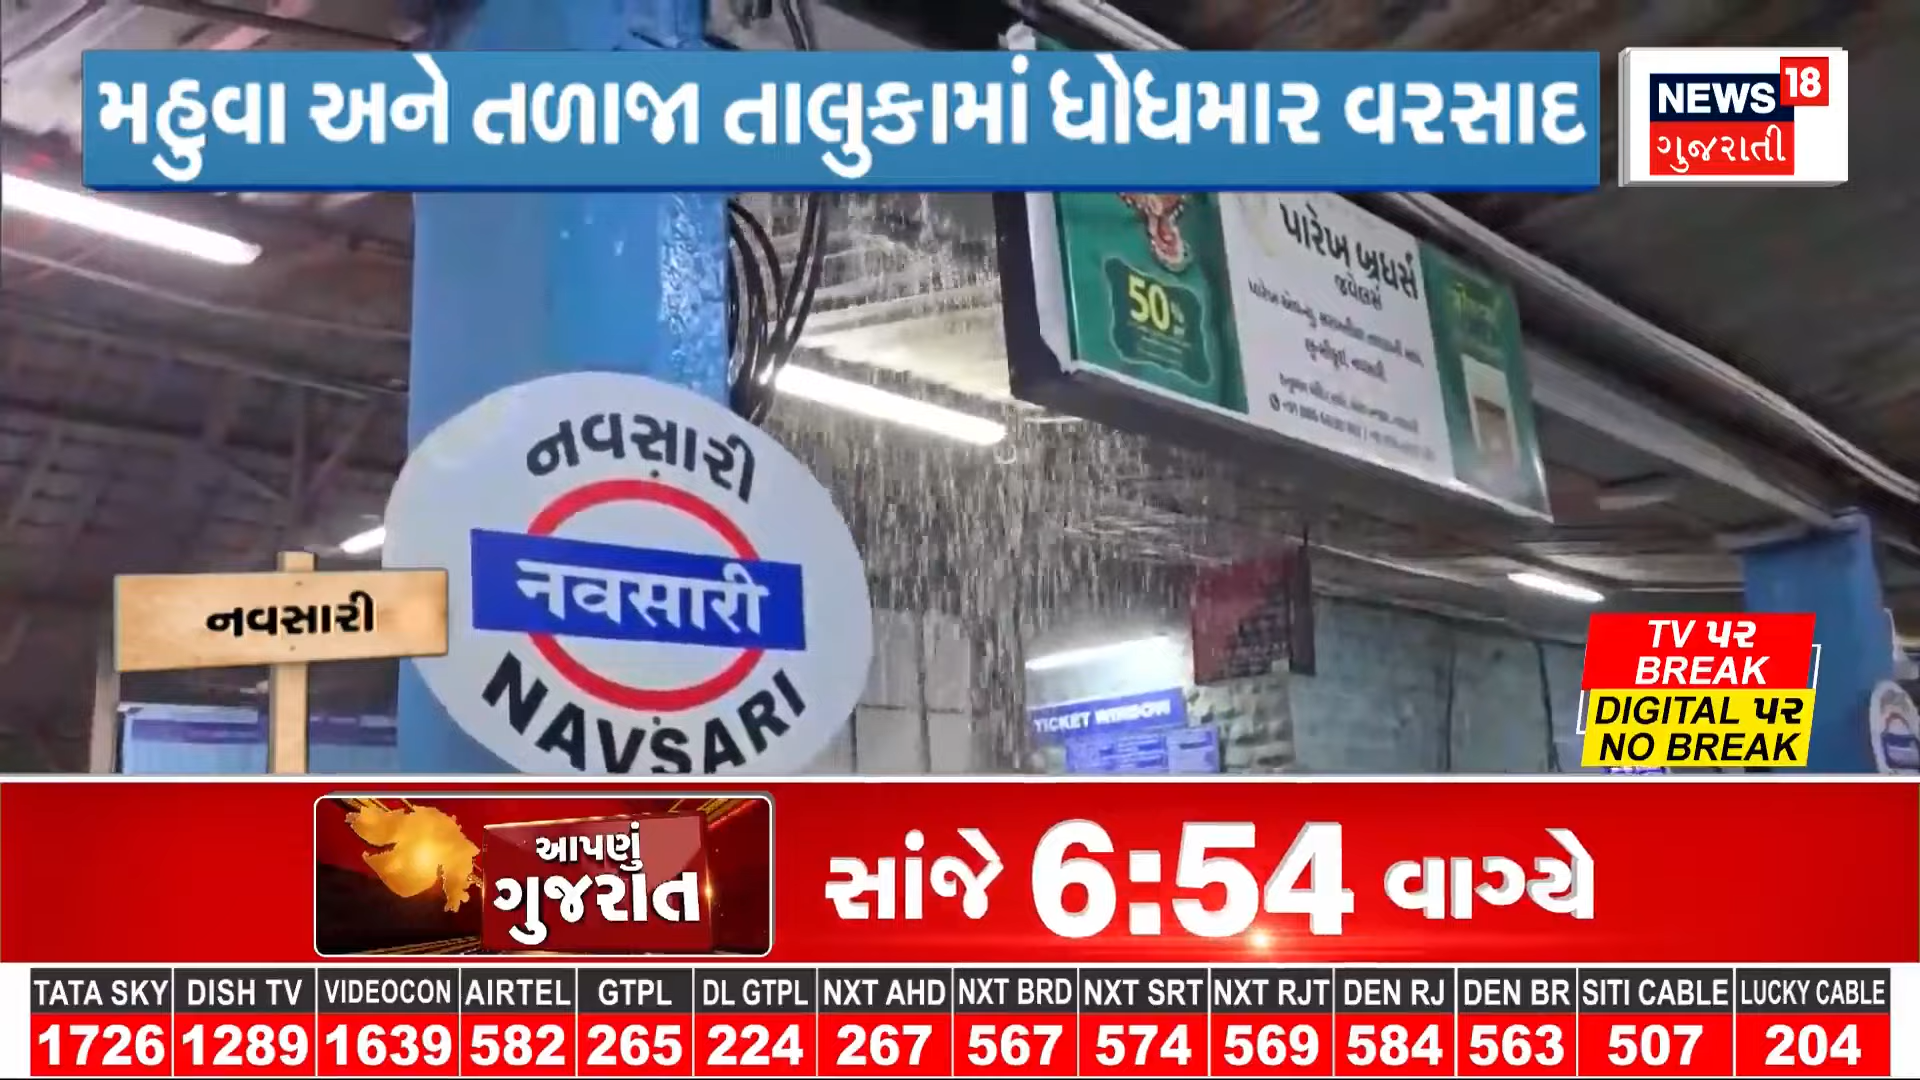 મહુવા અને તળાજા તાલુકામાં ધોધમાર વરસાદ
NEWS 18
ગુજરાતી
પારેખ બ્રધર્સ
જ્વેલર્સ
50%
નવસારી
નવસારી
नवसारी
NAVSARI
TICKET WINDOW
TV પર
BREAK
DIGITAL પર
NO BREAK
આપણું
ગુજરાત
સાંજે 6:54 વાગ્યે
TATA SKY DISH TV VIDEOCON AIRTEL GTPL DL GTPL NXT AHD NXT BRD NXT SRT NXT RJT DEN RJ DEN BR SITI CABLE LUCKY CABLE
1726 1289 1639 582 265 224 267 567 574 569 584 563 507 204